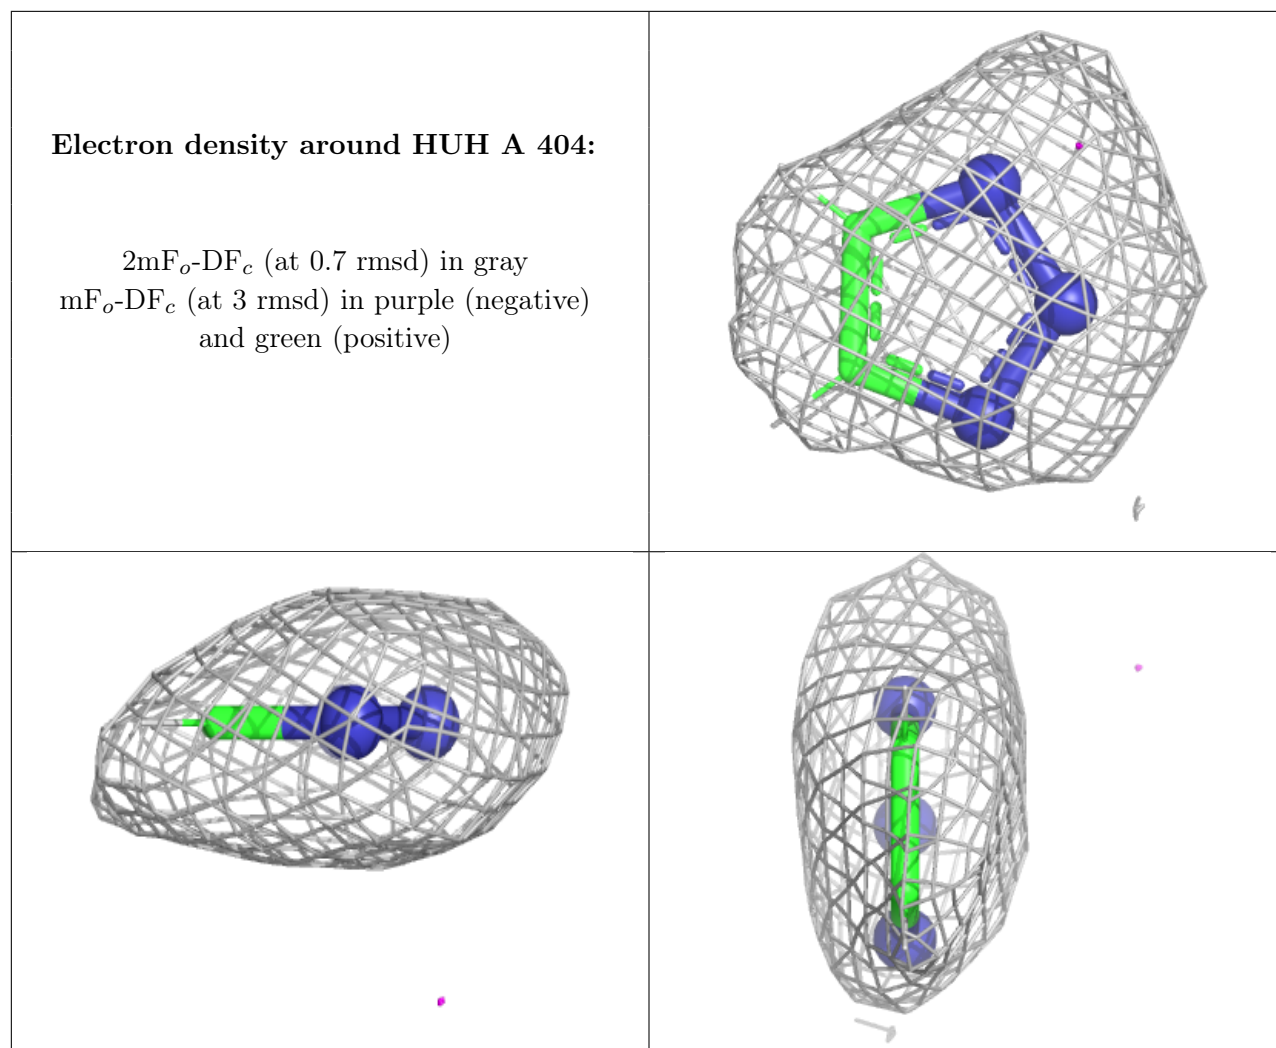 Electron density around HUH A 404:
2mFₒ-DF𝒸 (at 0.7 rmsd) in gray
mFₒ-DF𝒸 (at 3 rmsd) in purple (negative)
and green (positive)